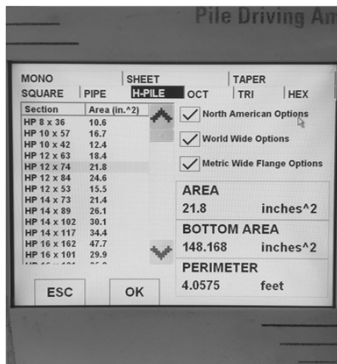 Pile Driving An
MONO SHEET TAPER
SQUARE PIPE H-PILE OCT TRI HEX
Section Area (in.^2)
HP 8 x 36 10.6
HP 10 x 57 16.7
HP 10 x 42 12.4
HP 12 x 63 18.4
HP 12 x 74 21.8
HP 12 x 84 24.6
HP 12 x 53 15.5
HP 14 x 73 21.4
HP 14 x 89 26.1
HP 14 x 102 30.1
HP 14 x 117 34.4
HP 16 x 162 47.7
HP 16 x 101 29.9
North American Options
World Wide Options
Metric Wide Flange Options
AREA
21.8 inches^2
BOTTOM AREA
148.168 inches^2
PERIMETER
4.0575 feet
ESC OK